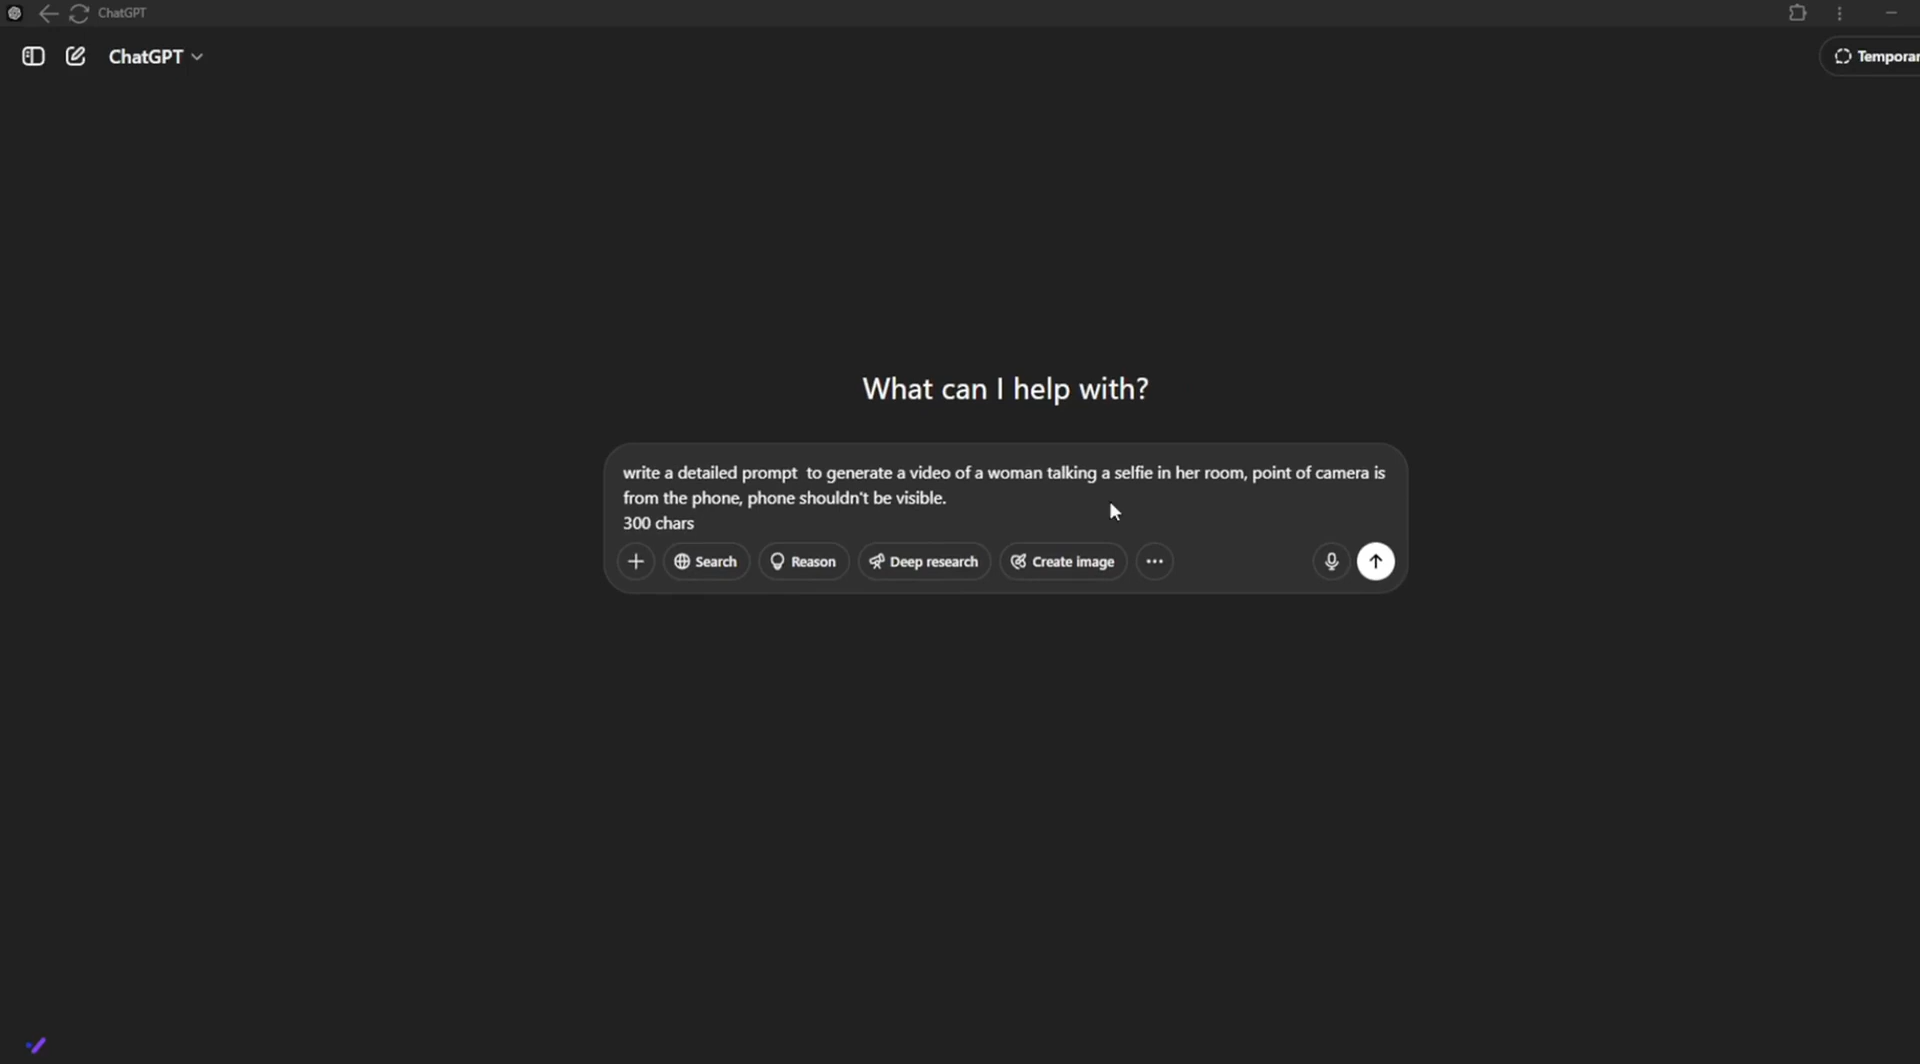 ChatGPT
ChatGPT
Temporar
What can I help with?
write a detailed prompt  to generate a video of a woman talking a selfie in her room, point of camera is
from the phone, phone shouldn't be visible.
300 chars
Search
Reason
Deep research
Create image